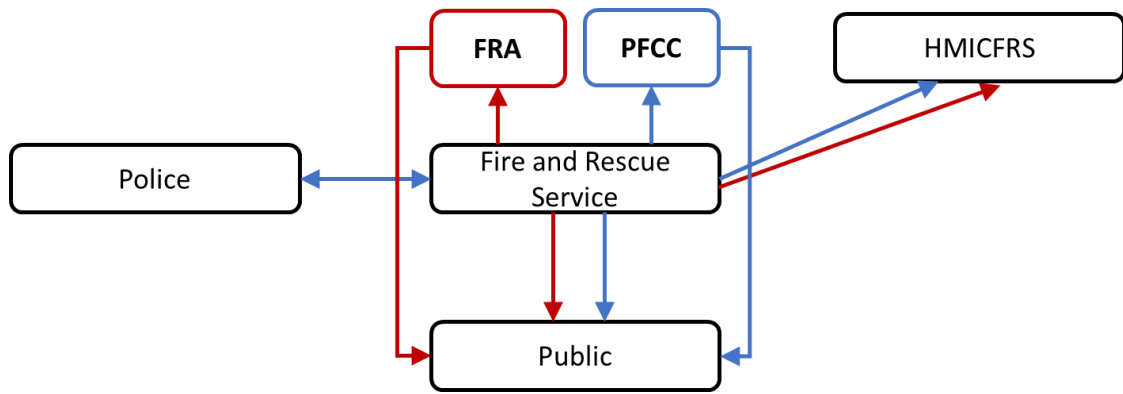 FRA
PFCC
HMICFRS
Police
Fire and Rescue
Service
Public